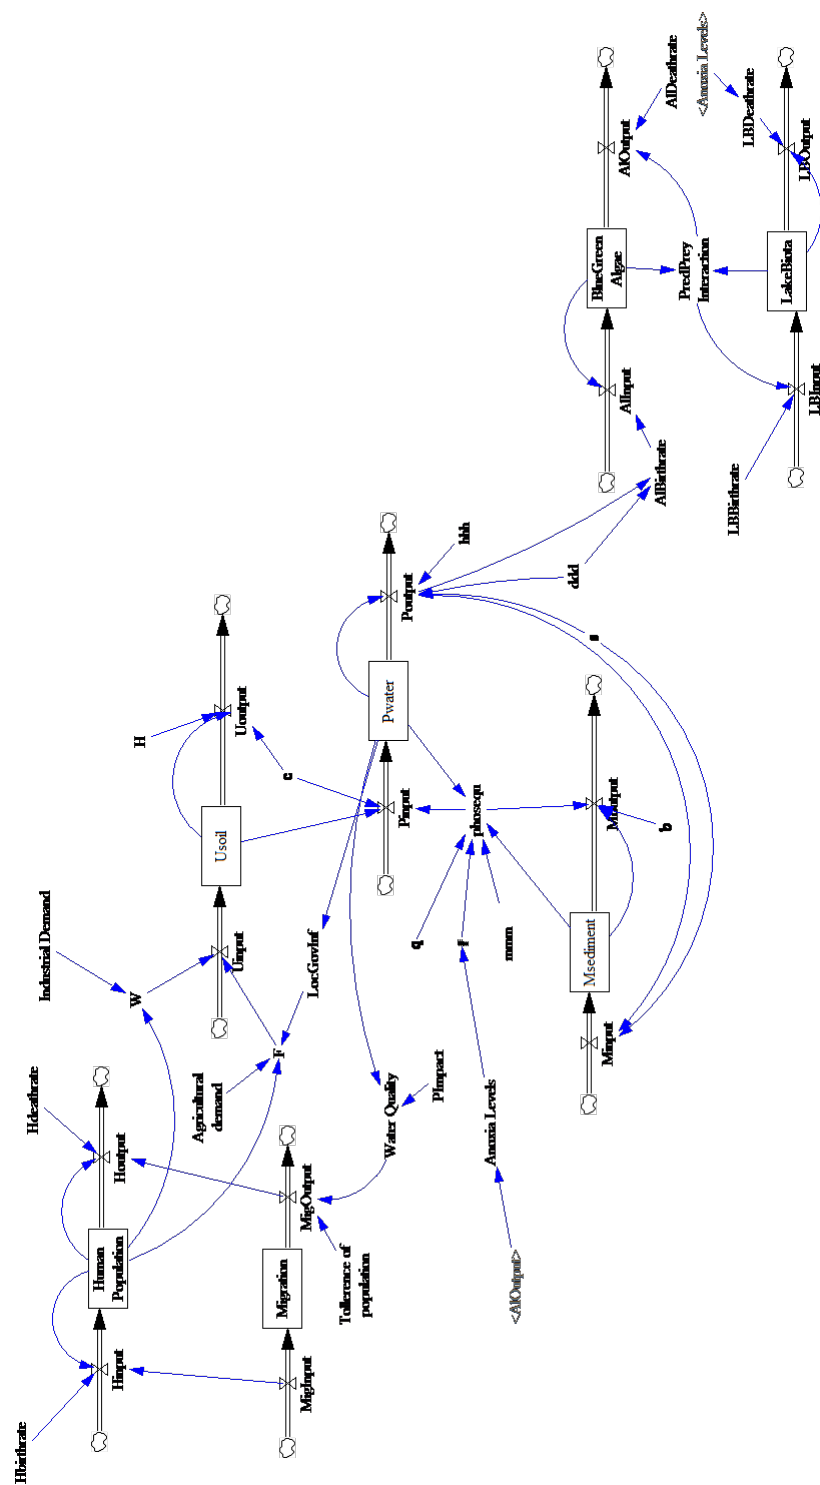 Hbirthrate
Hinput
Human
Population
Houtput
Hdeathrate
Industrial Demand
W
MigInput
Migration
MigOutput
Tollerence of
population
Agricultural
demand
F
Uinput
Usoil
Uoutput
H
c
LocGovInf
Water Quality
PImpact
Pinput
Pwater
Poutput
hhh
ddd
s
q
mmm
phosequ
Anoxia Levels
<AlOutput>
Minput
Msediment
Moutput
b
AlBirthrate
AlInput
BlueGreen
Algae
AlOutput
AlDeathrate
<Anoxia Levels>
PredPrey
Interaction
LBBirthrate
LBInput
LakeBiota
LBOutput
LBDeathrate